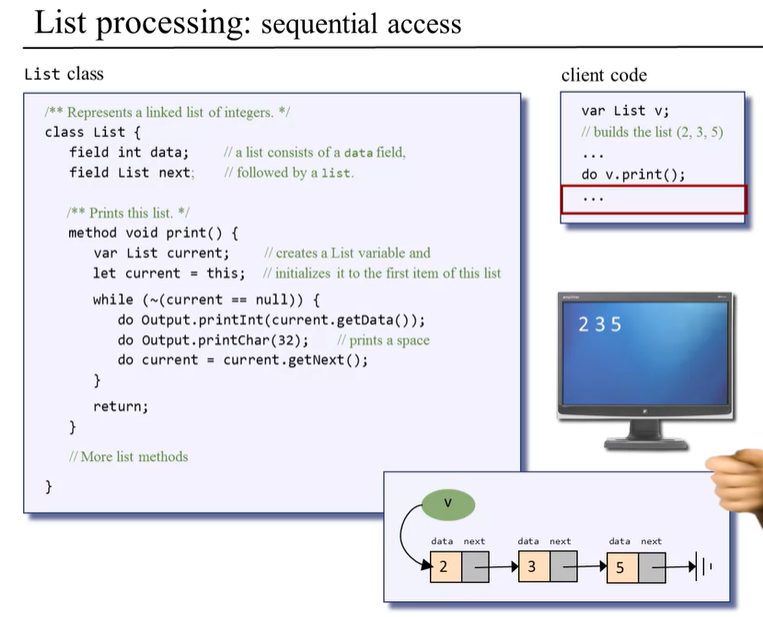 List processing: sequential access
List class
/** Represents a linked list of integers. */
class List {
field int data; // a list consists of a data field,
field List next; // followed by a list.
/** Prints this list. */
method void print() {
var List current; // creates a List variable and
let current = this; // initializes it to the first item of this list
while (~(current == null)) {
do Output.printInt(current.getData());
do Output.printChar(32); // prints a space
do current = current.getNext();
}
return;
}
// More list methods
}
client code
var List v;
// builds the list (2, 3, 5)
...
do v.print();
...
2 3 5
v
data next data next data next
2 3 5